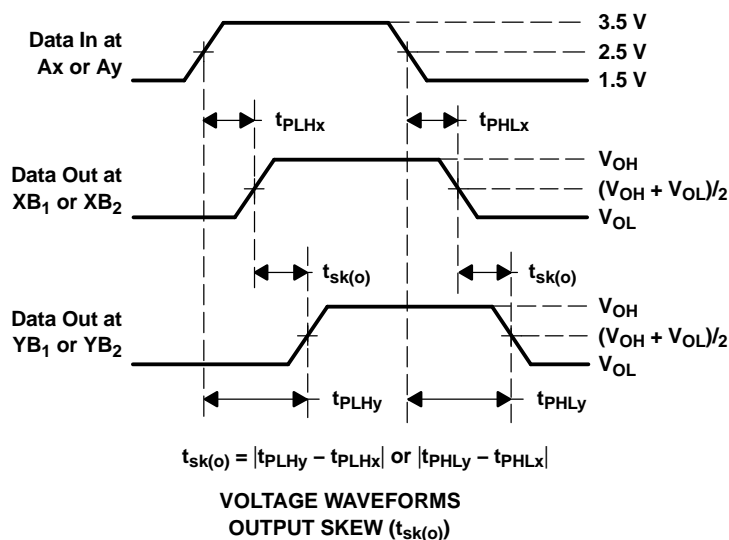 3.5 V
Data In at
Ax or Ay
2.5 V
1.5 V
tPLHx
tPHLx
Data Out at
XB1 or XB2
VOH
(VOH + VOL)/2
VOL
tsk(o)
tsk(o)
Data Out at
YB1 or YB2
VOH
(VOH + VOL)/2
VOL
tPLHy
tPHLy
tsk(o) = |tPLHy – tPLHx| or |tPHLy – tPHLx|
VOLTAGE WAVEFORMS
OUTPUT SKEW (tsk(o))